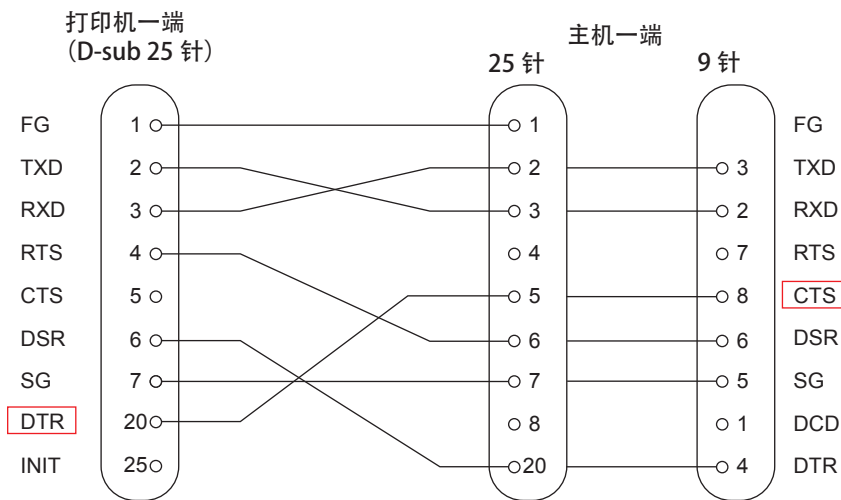 打印机一端
(D-sub 25 针)
主机一端
25 针
9 针
FG 1 1 FG
TXD 2 2 3 TXD
RXD 3 3 2 RXD
RTS 4 4 7 RTS
CTS 5 5 8 CTS
DSR 6 6 6 DSR
SG 7 7 5 SG
DTR 20 8 1 DCD
INIT 25 20 4 DTR